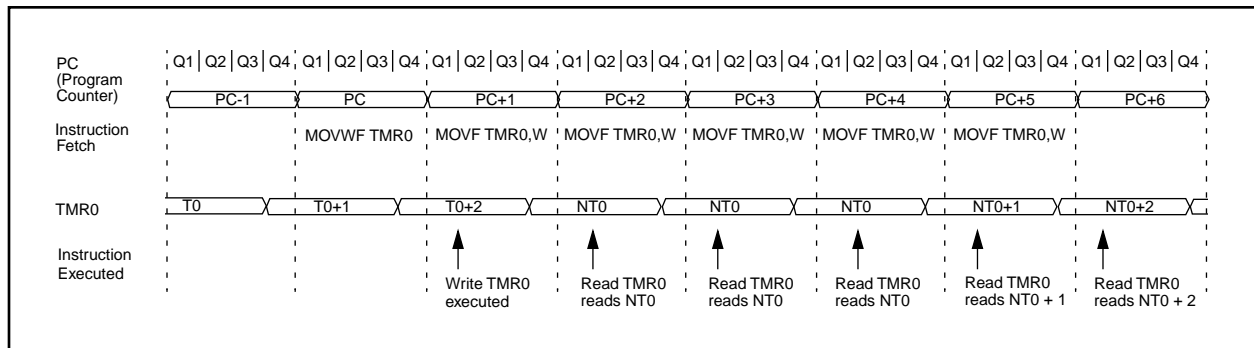 PC
(Program
Counter)
Q1 Q2 Q3 Q4 Q1 Q2 Q3 Q4 Q1 Q2 Q3 Q4 Q1 Q2 Q3 Q4 Q1 Q2 Q3 Q4 Q1 Q2 Q3 Q4 Q1 Q2 Q3 Q4 Q1 Q2 Q3 Q4
PC-1 PC PC+1 PC+2 PC+3 PC+4 PC+5 PC+6
Instruction
Fetch
MOVWF TMR0 MOVF TMR0,W MOVF TMR0,W MOVF TMR0,W MOVF TMR0,W MOVF TMR0,W
TMR0
T0 T0+1 T0+2 NT0 NT0 NT0 NT0+1 NT0+2
Instruction
Executed
Write TMR0
executed
Read TMR0
reads NT0
Read TMR0
reads NT0
Read TMR0
reads NT0
Read TMR0
reads NT0 + 1
Read TMR0
reads NT0 + 2